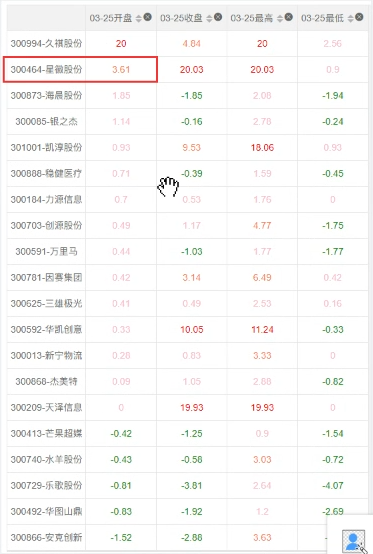 03-25开盘 03-25收盘 03-25最高 03-25最低
300994-久祺股份 20 4.84 20 2.56
300464-星徽股份 3.61 20.03 20.03 0.9
300873-海晨股份 1.85 -1.85 2.08 -1.94
300085-银之杰 1.14 -0.16 2.78 -0.24
301001-凯淳股份 0.93 9.53 18.06 0.93
300888-稳健医疗 0.71 -0.39 1.59 -0.45
300184-力源信息 0.7 0.53 1.76 0
300703-创源股份 0.49 1.17 4.77 -1.75
300591-万里马 0.44 -1.03 1.77 -1.77
300781-因赛集团 0.42 3.14 6.49 0.42
300625-三雄极光 0.41 0.49 2.53 0.16
300592-华凯创意 0.33 10.05 11.24 -0.33
300013-新宁物流 0.28 0.83 3.33 0
300868-杰美特 0.09 1.05 2.88 -0.82
300209-天泽信息 0 19.93 19.93 0
300413-芒果超媒 -0.42 -1.25 0.9 -1.54
300740-水羊股份 -0.43 -0.58 3.03 -0.72
300729-乐歌股份 -0.81 -3.81 2.64 -4.07
300492-华图山鼎 -0.83 -1.92 1.2 -2.69
300866-安克创新 -1.52 -2.88 3.63